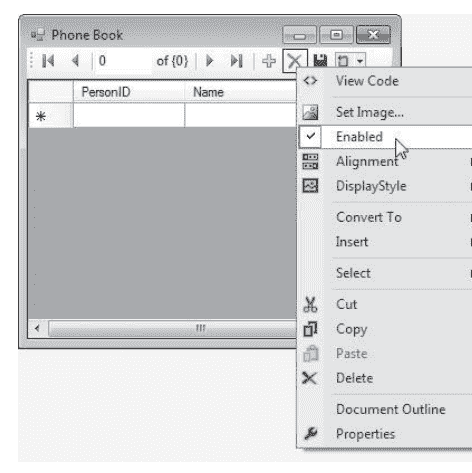 Phone Book
0 of {0}
PersonID Name
View Code
Set Image...
Enabled
Alignment
DisplayStyle
Convert To
Insert
Select
Cut
Copy
Paste
Delete
Document Outline
Properties